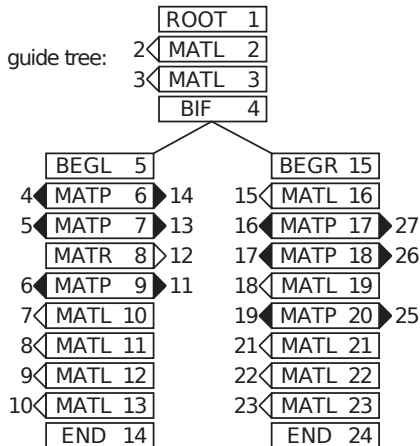 guide tree:
ROOT 1
2 MATL 2
3 MATL 3
BIF 4
BEGL 5
4 MATP 6 14
5 MATP 7 13
MATR 8 12
6 MATP 9 11
7 MATL 10
8 MATL 11
9 MATL 12
10 MATL 13
END 14
BEGR 15
15 MATL 16
16 MATP 17 27
17 MATP 18 26
18 MATL 19
19 MATP 20 25
21 MATL 21
22 MATL 22
23 MATL 23
END 24